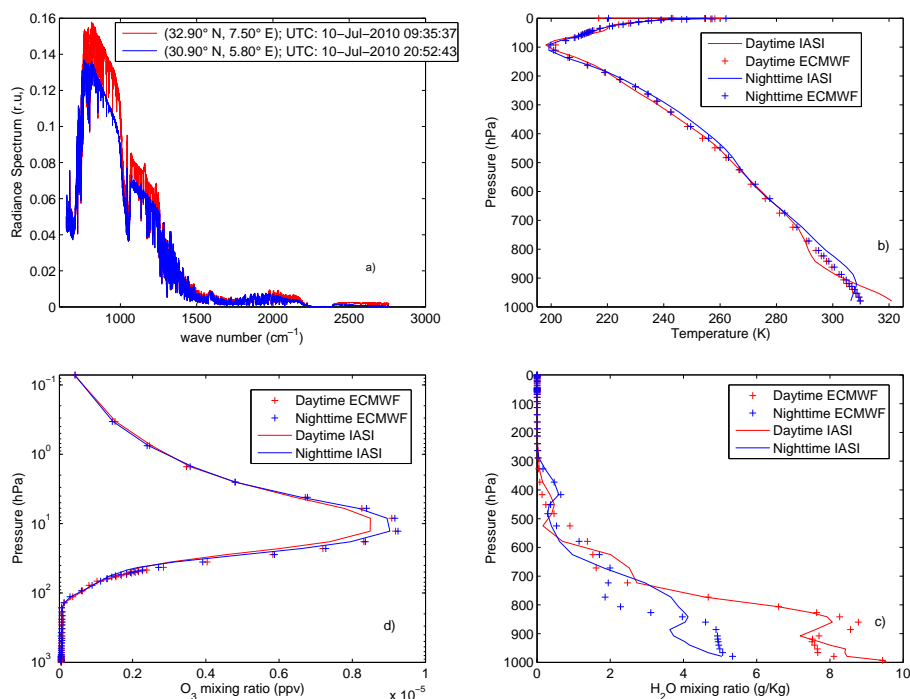 (32.90° N, 7.50° E); UTC: 10−Jul−2010 09:35:37
(30.90° N, 5.80° E); UTC: 10−Jul−2010 20:52:43
0.16
0.14
0.12
0.1
0.08
0.06
0.04
0.02
0
Radiance Spectrum (r.u.)
a)
500 1000 1500 2000 2500 3000
wave number (cm⁻¹)
0
100
200
300
400
500
600
700
800
900
1000
Pressure (hPa)
Daytime IASI
Daytime ECMWF
Nighttime IASI
Nighttime ECMWF
b)
200 220 240 260 280 300 320
Temperature (K)
10⁻¹
10⁰
10¹
10²
10³
Pressure (hPa)
Daytime ECMWF
Nighttime ECMWF
Daytime IASI
Nighttime IASI
d)
0 0.2 0.4 0.6 0.8 1
O₃ mixing ratio (ppv)
x 10⁻⁵
0
100
200
300
400
500
600
700
800
900
1000
Pressure (hPa)
Daytime ECMWF
Nighttime ECMWF
Daytime IASI
Nighttime IASI
c)
0 2 4 6 8 10
H₂O mixing ratio (g/Kg)